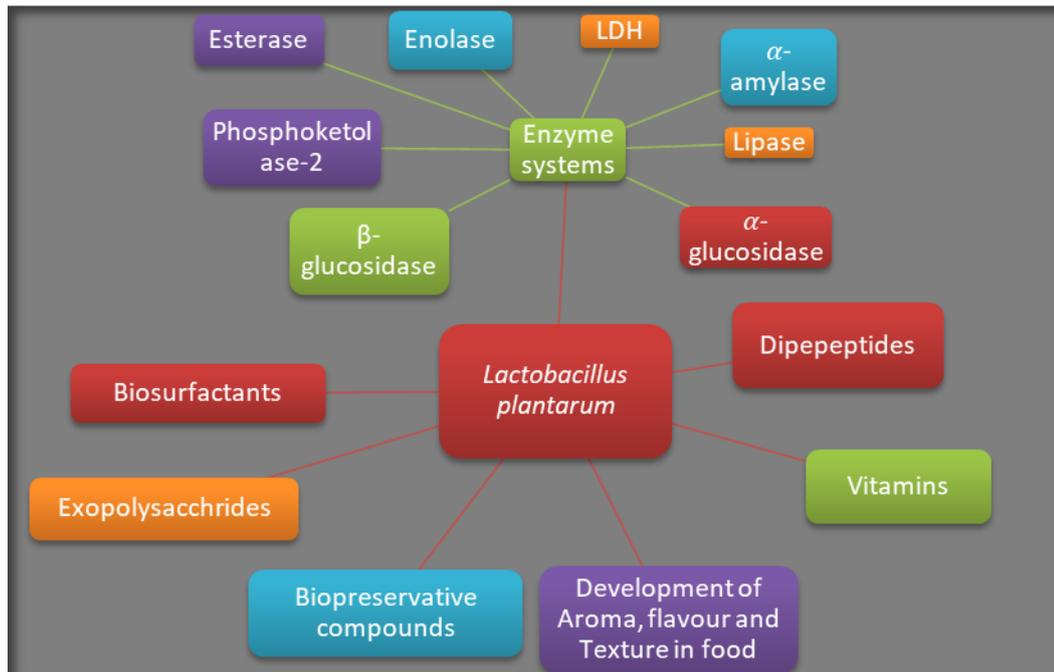 Esterase
Enolase
LDH
α-
amylase
Phosphoketol
ase-2
Enzyme
systems
Lipase
β-
glucosidase
α-
glucosidase
Dipepeptides
Lactobacillus
plantarum
Biosurfactants
Vitamins
Exopolysacchrides
Biopreservative
compounds
Development of
Aroma, flavour and
Texture in food